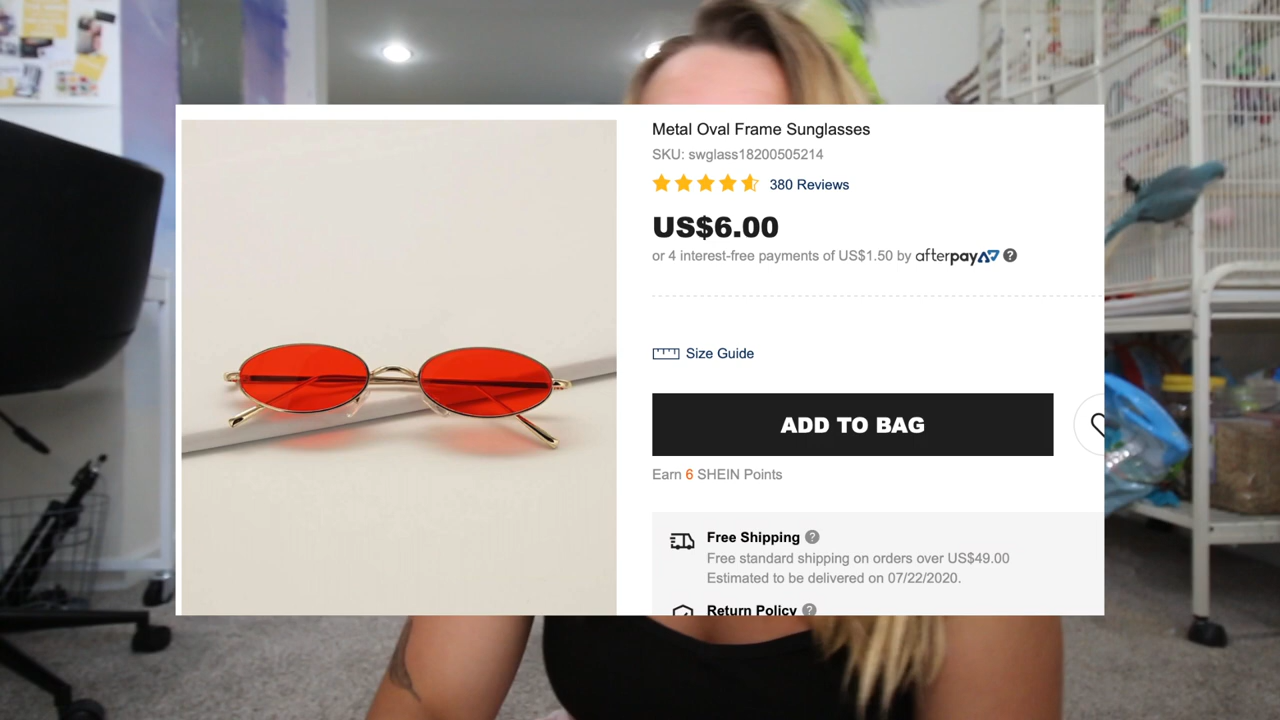 Metal Oval Frame Sunglasses
SKU: swglass18200505214
380 Reviews
US$6.00
or 4 interest-free payments of US$1.50 by afterpay ?
Size Guide
ADD TO BAG
Earn 6 SHEIN Points
Free Shipping ?
Free standard shipping on orders over US$49.00
Estimated to be delivered on 07/22/2020.
Return Policy ?